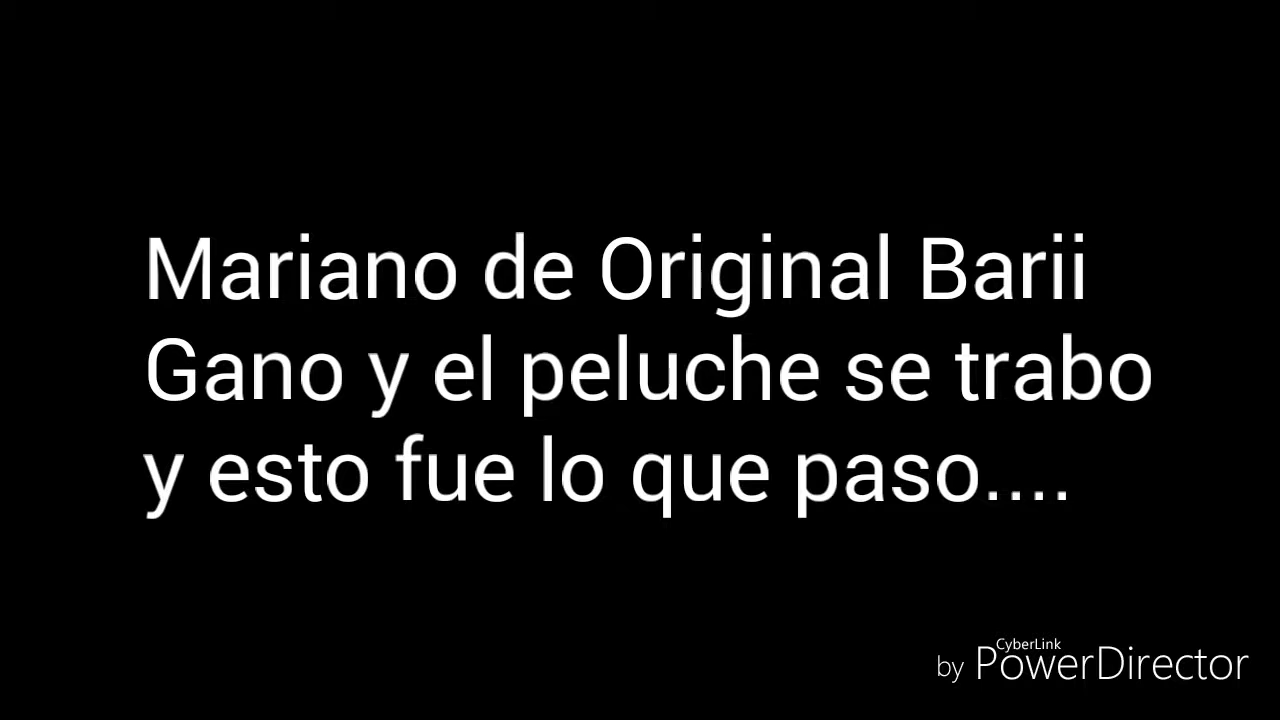 Mariano de Original Barii
Gano y el peluche se trabo
y esto fue lo que paso....
CyberLink
by PowerDirector